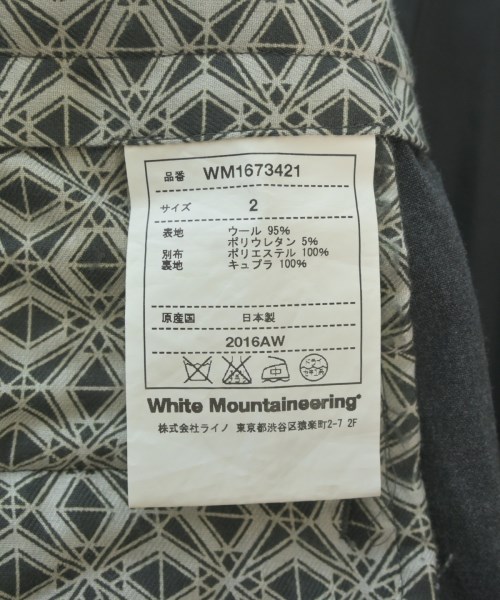 品番 WM1673421
サイズ 2
表地 ウール 95%
ポリウレタン 5%
別布 ポリエステル 100%
裏地 キュプラ 100%
原産国 日本製
2016AW
中
White Mountaineering®
株式会社ライノ 東京都渋谷区猿楽町2-7 2F